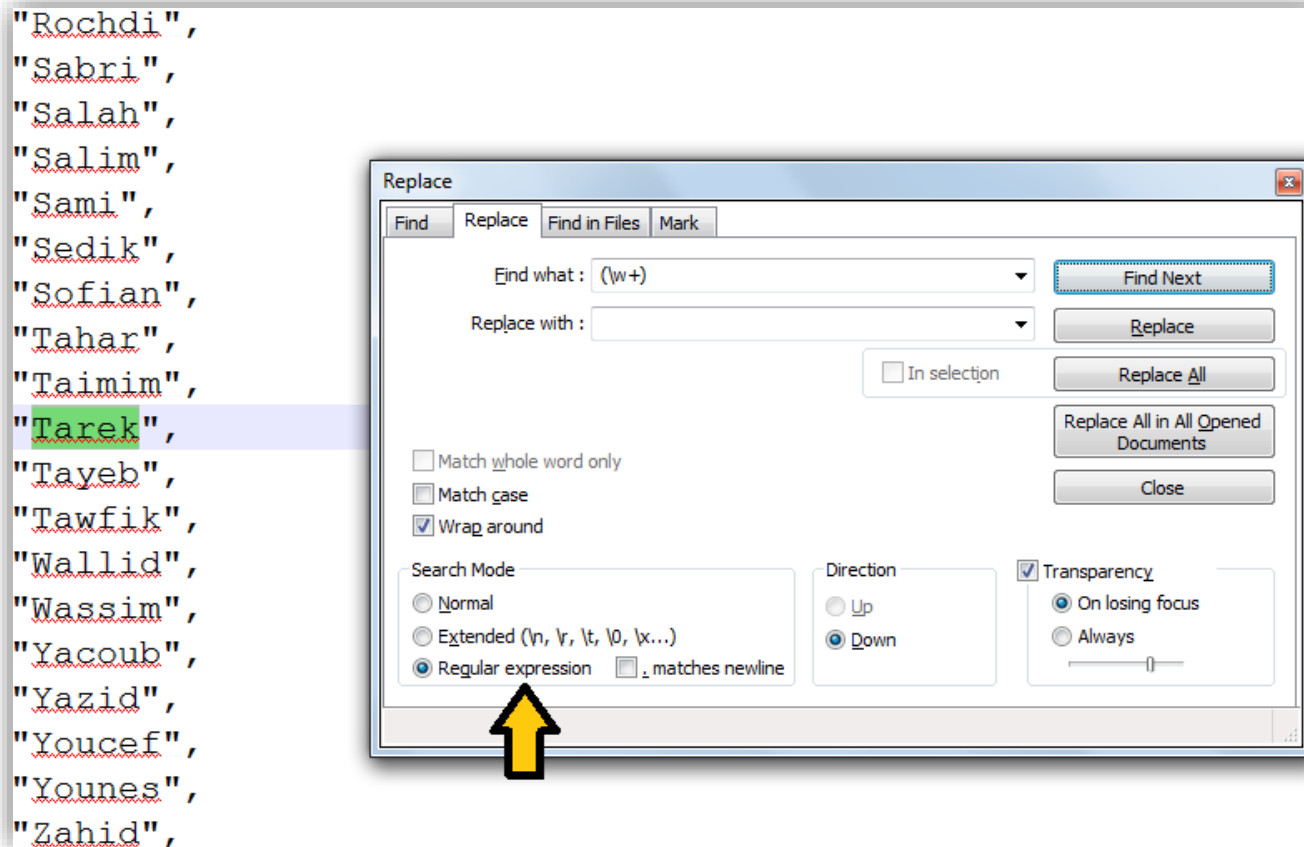 "Rochdi",
"Sabri",
"Salah",
"Salim",
"Sami",
"Sedik",
"Sofian",
"Tahar",
"Taimim",
"Tarek",
"Tayeb",
"Tawfik",
"Wallid",
"Wassim",
"Yacoub",
"Yazid",
"Youcef",
"Younes",
"Zahid",
Replace
Find Replace Find in Files Mark
Find what : (\w+) Find Next
Replace with : Replace
In selection Replace All
Replace All in All Opened
Documents
Match whole word only
Match case Close
Wrap around
Search Mode Direction Transparency
Normal Up On losing focus
Extended (\n, \r, \t, \0, \x...) Down Always
Regular expression . matches newline